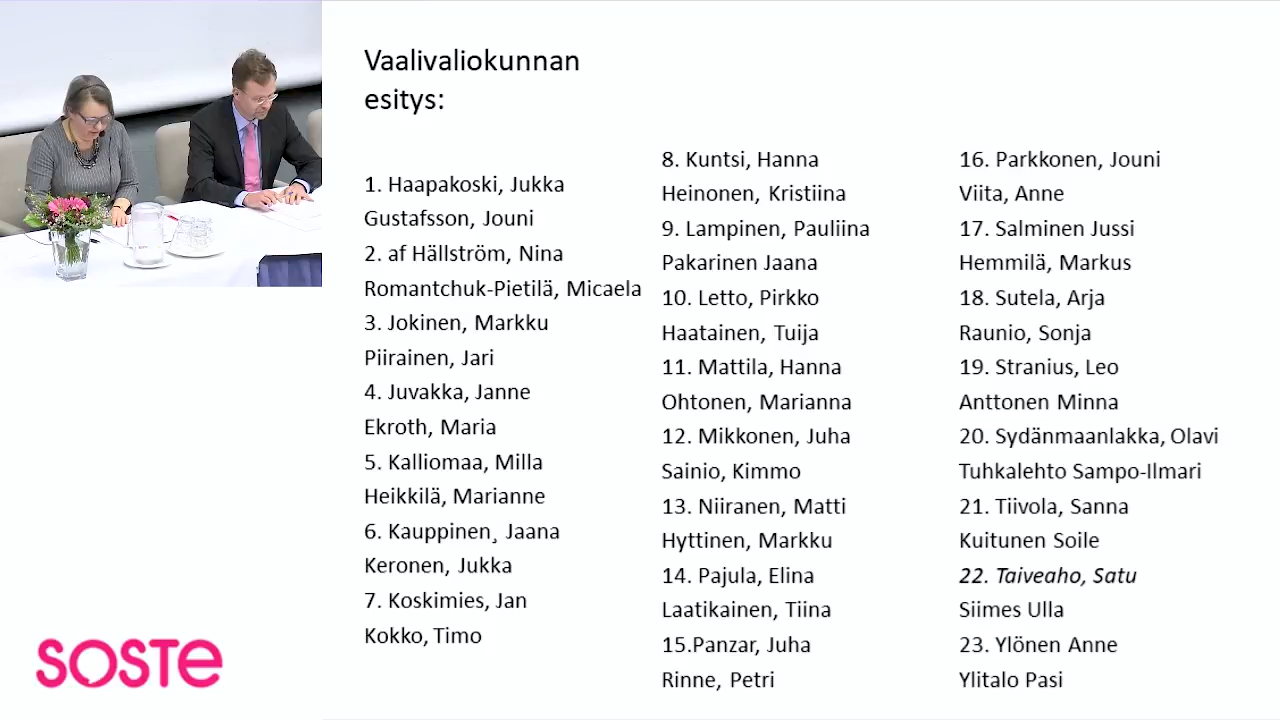 Vaalivaliokunnan
esitys:
1. Haapakoski, Jukka
Gustafsson, Jouni
2. af Hällström, Nina
Romantchuk-Pietilä, Micaela
3. Jokinen, Markku
Piirainen, Jari
4. Juvakka, Janne
Ekroth, Maria
5. Kalliomaa, Milla
Heikkilä, Marianne
6. Kauppinen¸ Jaana
Keronen, Jukka
7. Koskimies, Jan
Kokko, Timo
8. Kuntsi, Hanna
Heinonen, Kristiina
9. Lampinen, Pauliina
Pakarinen Jaana
10. Letto, Pirkko
Haatainen, Tuija
11. Mattila, Hanna
Ohtonen, Marianna
12. Mikkonen, Juha
Sainio, Kimmo
13. Niiranen, Matti
Hyttinen, Markku
14. Pajula, Elina
Laatikainen, Tiina
15.Panzar, Juha
Rinne, Petri
16. Parkkonen, Jouni
Viita, Anne
17. Salminen Jussi
Hemmilä, Markus
18. Sutela, Arja
Raunio, Sonja
19. Stranius, Leo
Anttonen Minna
20. Sydänmaanlakka, Olavi
Tuhkalehto Sampo-Ilmari
21. Tiivola, Sanna
Kuitunen Soile
22. Taiveaho, Satu
Siimes Ulla
23. Ylönen Anne
Ylitalo Pasi
soste